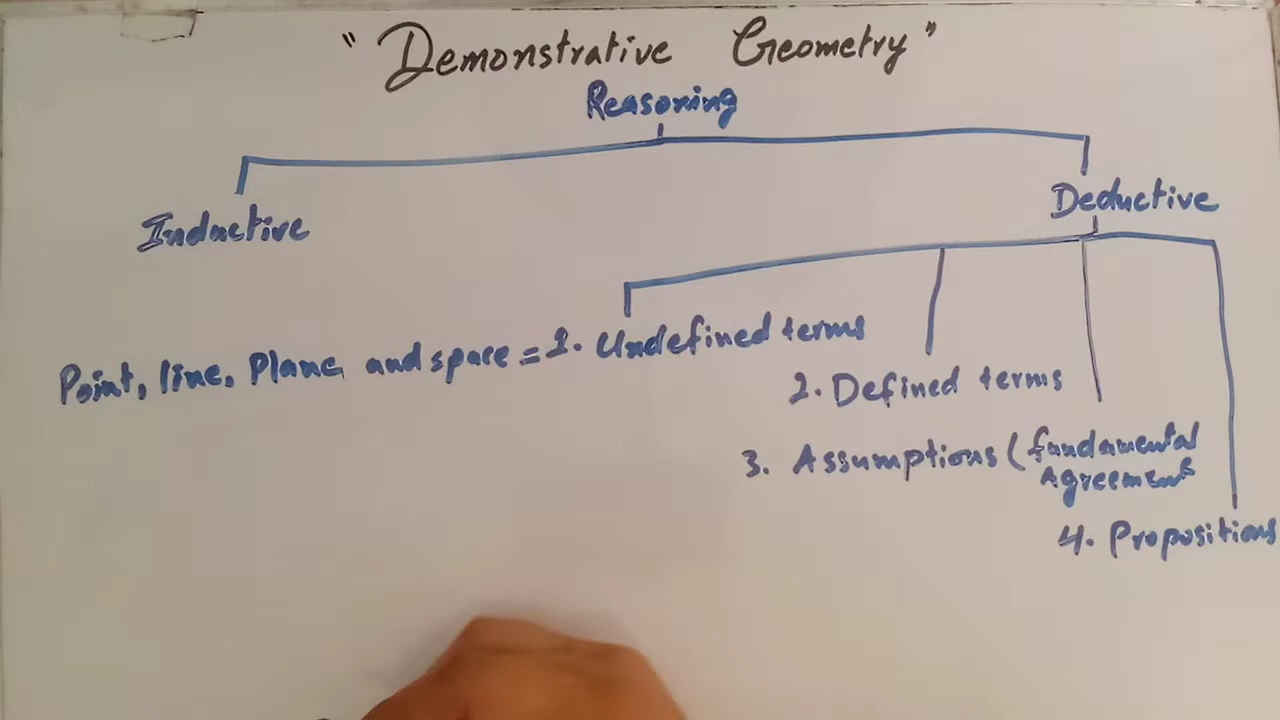 "Demonstrative Geometry"
Reasoning
Inductive
Deductive
Point, line, Plane and space = 1. Undefined terms
2. Defined terms
3. Assumptions (fundamental
Agreement
4. Propositions